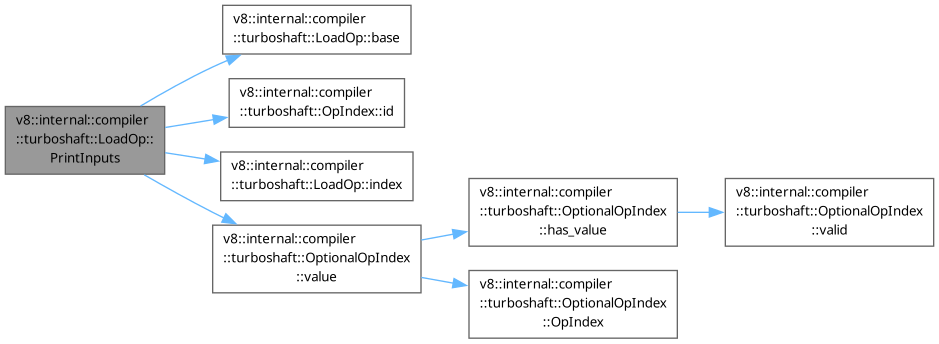 v8::internal::compiler
::turboshaft::LoadOp::base
v8::internal::compiler
::turboshaft::OpIndex::id
v8::internal::compiler
::turboshaft::LoadOp::
PrintInputs
v8::internal::compiler
::turboshaft::LoadOp::index
v8::internal::compiler
::turboshaft::OptionalOpIndex
::value
v8::internal::compiler
::turboshaft::OptionalOpIndex
::has_value
v8::internal::compiler
::turboshaft::OptionalOpIndex
::valid
v8::internal::compiler
::turboshaft::OptionalOpIndex
::OpIndex